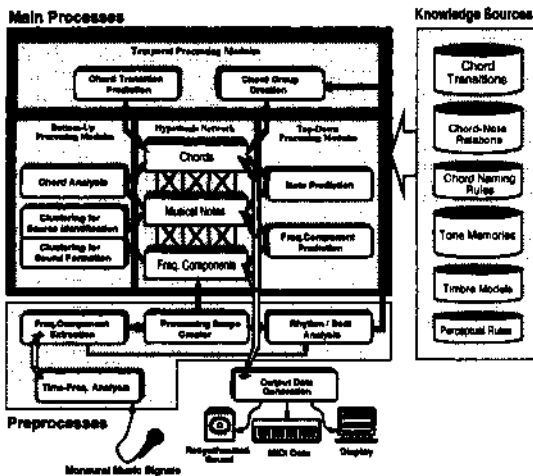 Main Processes
Knowledge Sources
Temporal Processing Modules
Chord Transition
Prediction
Chord Group
Creation
Bottom-Up
Processing Modules
Hypothesis Network
Top-Down
Processing Modules
Chords
Chord Analysis
Note Prediction
Clustering for
Source Identification
Musical Notes
Clustering for
Sound Formation
Freq. Component
Prediction
Freq. Components
Chord
Transitions
Chord-Note
Relations
Chord Naming
Rules
Tone Memories
Timbre Models
Perceptual Rules
Freq. Component
Extraction
Processing Scope
Creator
Rhythm / Beat
Analysis
Time-Freq. Analysis
Output Data
Generation
Preprocesses
Resynthesized
Sound
MIDI Data
Display
Monaural Music Signals